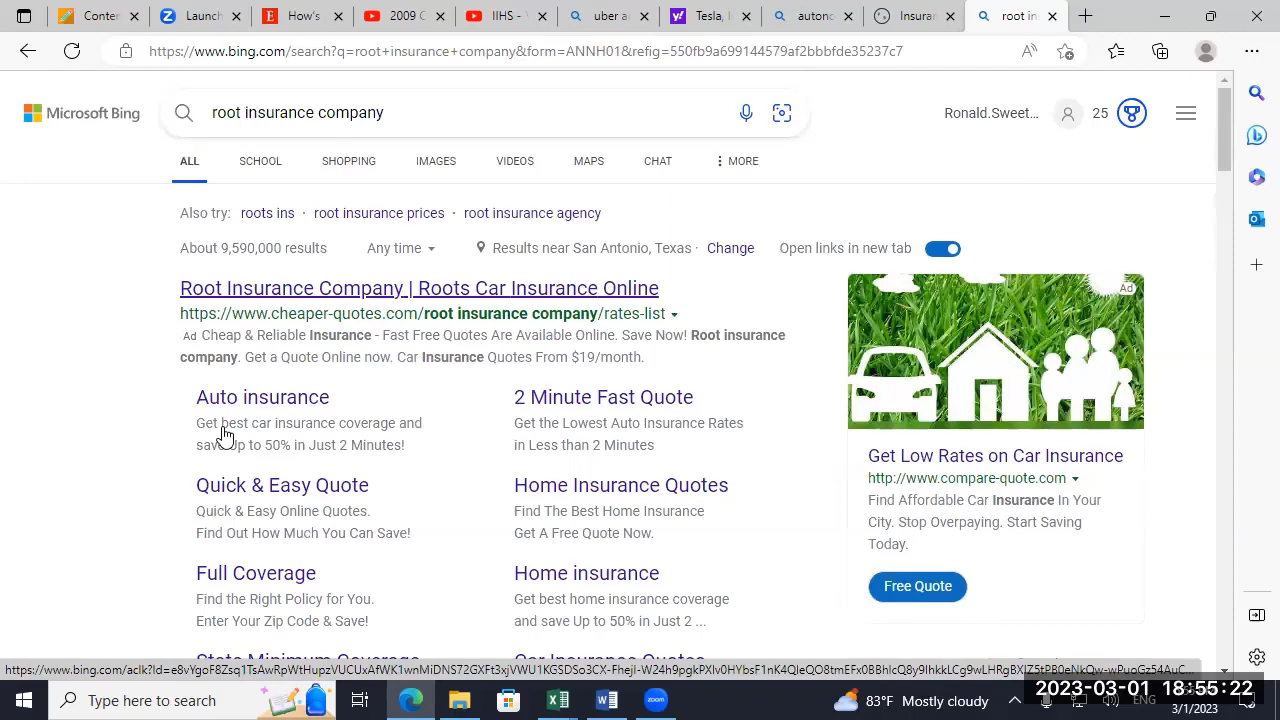 Conten
Launch
How's
2009 C
IIHS - V
uber a
Tesla, I
autono
Insuran
root in
https://www.bing.com/search?q=root+insurance+company&form=ANNH01&refig=550fb9a699144579af2bbbfde35237c7
Microsoft Bing
root insurance company
Ronald.Sweet... 25
ALL SCHOOL SHOPPING IMAGES VIDEOS MAPS CHAT MORE
Also try: roots ins · root insurance prices · root insurance agency
About 9,590,000 results Any time Results near San Antonio, Texas · Change Open links in new tab
Root Insurance Company | Roots Car Insurance Online
https://www.cheaper-quotes.com/root insurance company/rates-list
Ad Cheap & Reliable Insurance - Fast Free Quotes Are Available Online. Save Now! Root insurance
company. Get a Quote Online now. Car Insurance Quotes From $19/month.
Auto insurance
Get best car insurance coverage and
save Up to 50% in Just 2 Minutes!
2 Minute Fast Quote
Get the Lowest Auto Insurance Rates
in Less than 2 Minutes
Quick & Easy Quote
Quick & Easy Online Quotes.
Find Out How Much You Can Save!
Home Insurance Quotes
Find The Best Home Insurance
Get A Free Quote Now.
Full Coverage
Find the Right Policy for You.
Enter Your Zip Code & Save!
Home insurance
Get best home insurance coverage
and save Up to 50% in Just 2 ...
State Minimum Coverage
Car Insurance Quotes
Ad
Get Low Rates on Car Insurance
http://www.compare-quote.com
Find Affordable Car Insurance In Your
City. Stop Overpaying. Start Saving
Today.
Free Quote
Type here to search
83°F Mostly cloudy
ENG
2023-03-01 18:55:22
3/1/2023